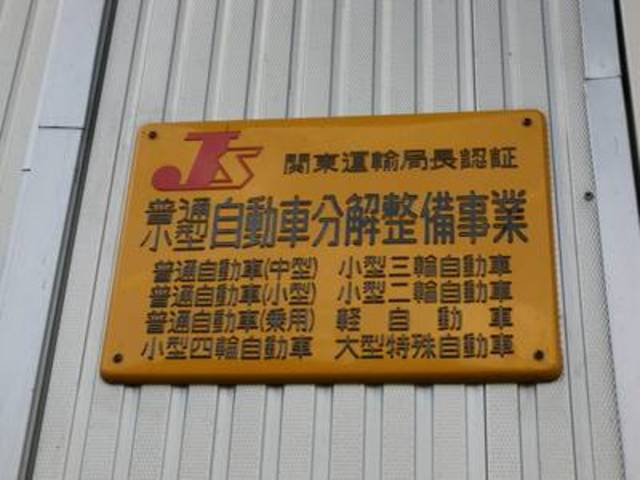 JS 関東運輸局長認証
普通
小型 自動車分解整備事業
普通自動車(中型) 小型三輪自動車
普通自動車(小型) 小型二輪自動車
普通自動車(乗用) 軽自動車
小型四輪自動車 大型特殊自動車